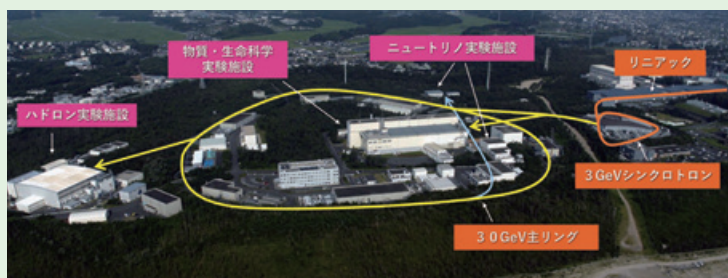 物質・生命科学
実験施設
ニュートリノ実験施設
リニアック
ハドロン実験施設
3GeVシンクロトロン
30GeV主リング